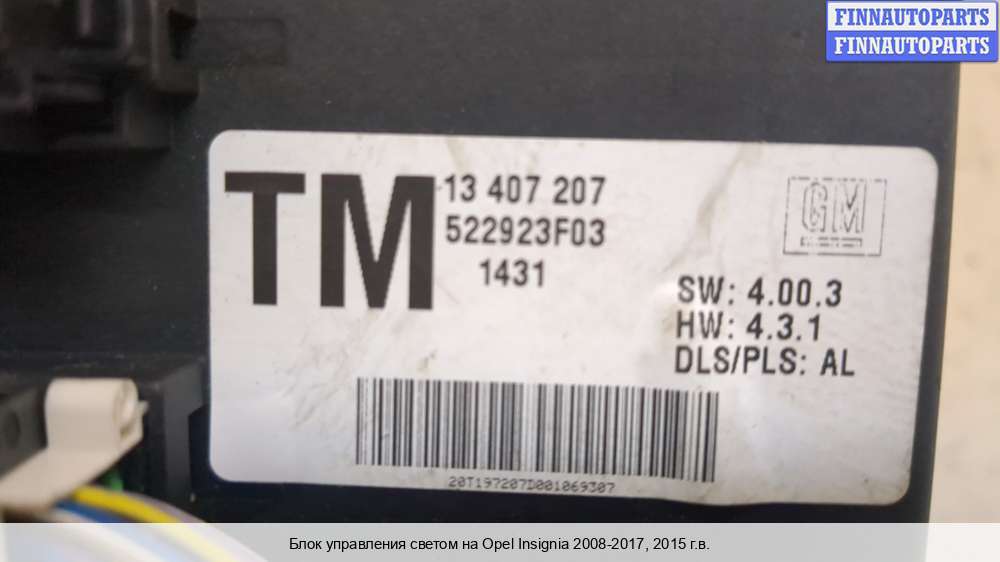 FINNAUTOPARTS
FINNAUTOPARTS
TM
13 407 207
522923F03
1431
GM
SW: 4.00.3
HW: 4.3.1
DLS/PLS: AL
20T197207D001069307
Блок управления светом на Opel Insignia 2008-2017, 2015 г.в.